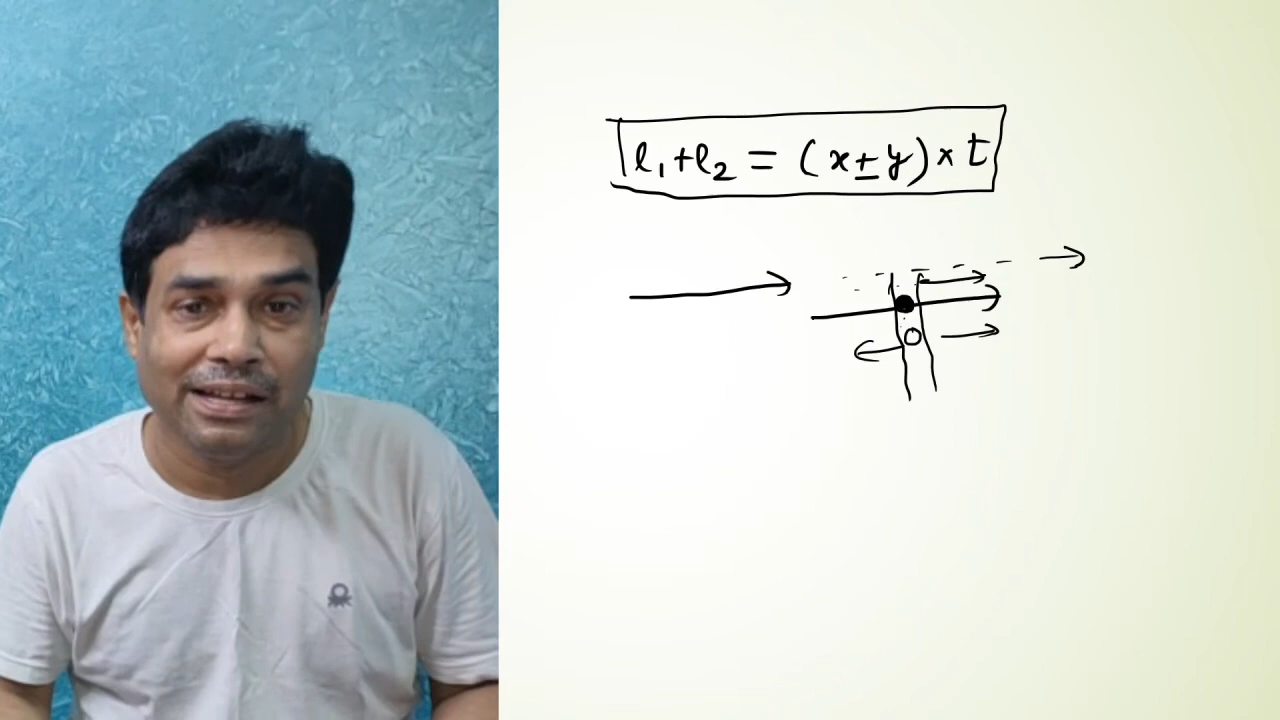 l₁+l₂ = (x±y)×t